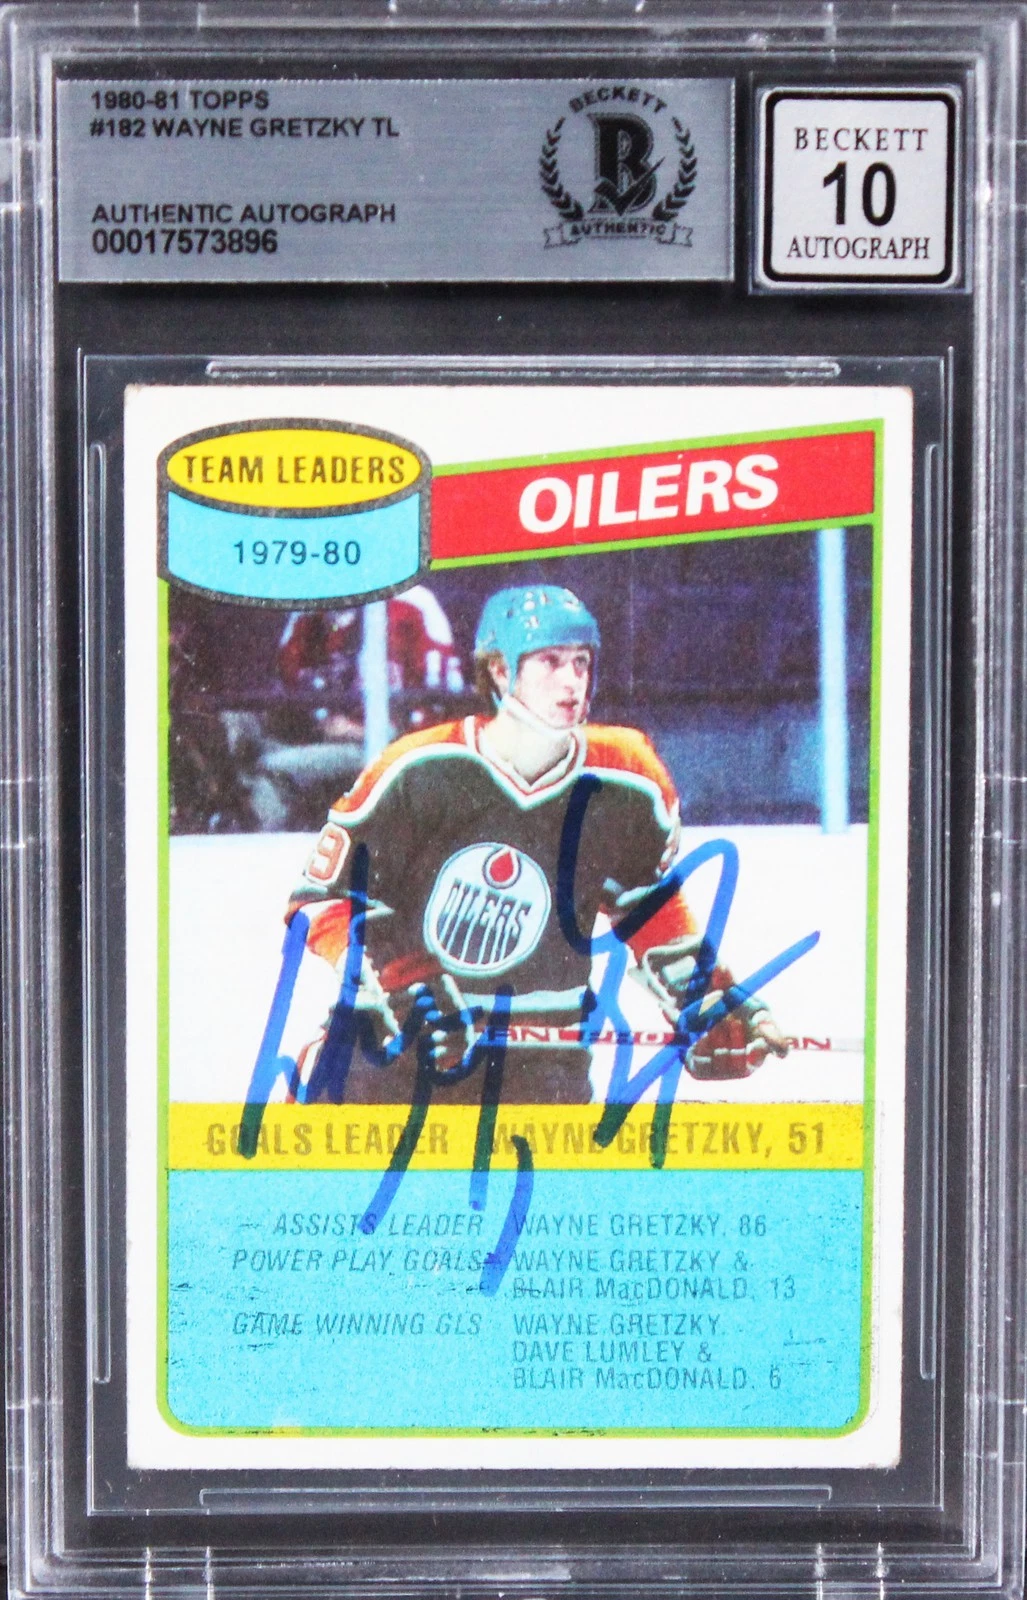 1980-81 TOPPS
#182 WAYNE GRETZKY TL
AUTHENTIC AUTOGRAPH
00017573896
BECKETT
B
AUTHENTIC
BECKETT
10
AUTOGRAPH
TEAM LEADERS
1979-80
OILERS
9
OILERS
GOALS LEADER WAYNE GRETZKY, 51
ASSISTS LEADER WAYNE GRETZKY, 86
POWER PLAY GOALS WAYNE GRETZKY &
BLAIR MacDONALD, 13
GAME WINNING GLS WAYNE GRETZKY,
DAVE LUMLEY &
BLAIR MacDONALD, 6